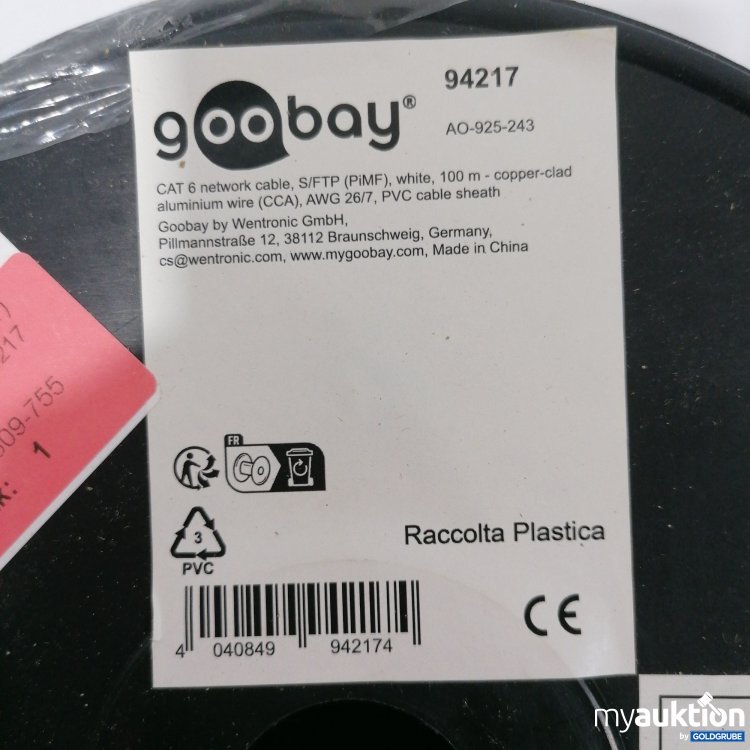 goobay®
94217
AO-925-243
CAT 6 network cable, S/FTP (PiMF), white, 100 m - copper-clad
aluminium wire (CCA), AWG 26/7, PVC cable sheath
Goobay by Wentronic GmbH,
Pillmannstraße 12, 38112 Braunschweig, Germany,
cs@wentronic.com, www.mygoobay.com, Made in China
217
609-755
k: 1
FR
3
PVC
Raccolta Plastica
CE
4 040849 942174
myauktion
by GOLDGRUBE